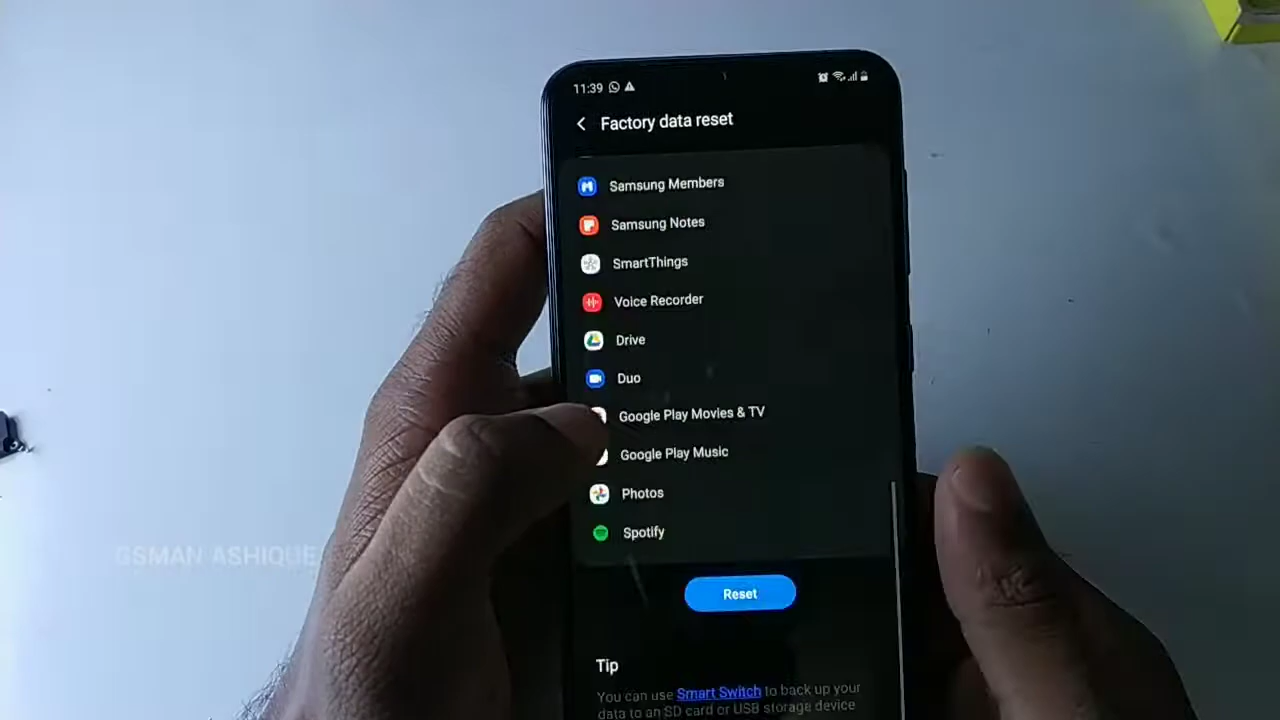 11:39
Factory data reset
Samsung Members
Samsung Notes
SmartThings
Voice Recorder
Drive
Duo
Google Play Movies & TV
Google Play Music
Photos
Spotify
GSMAN ASHIQUE
Reset
Tip
You can use Smart Switch to back up your
data to an SD card or USB storage device